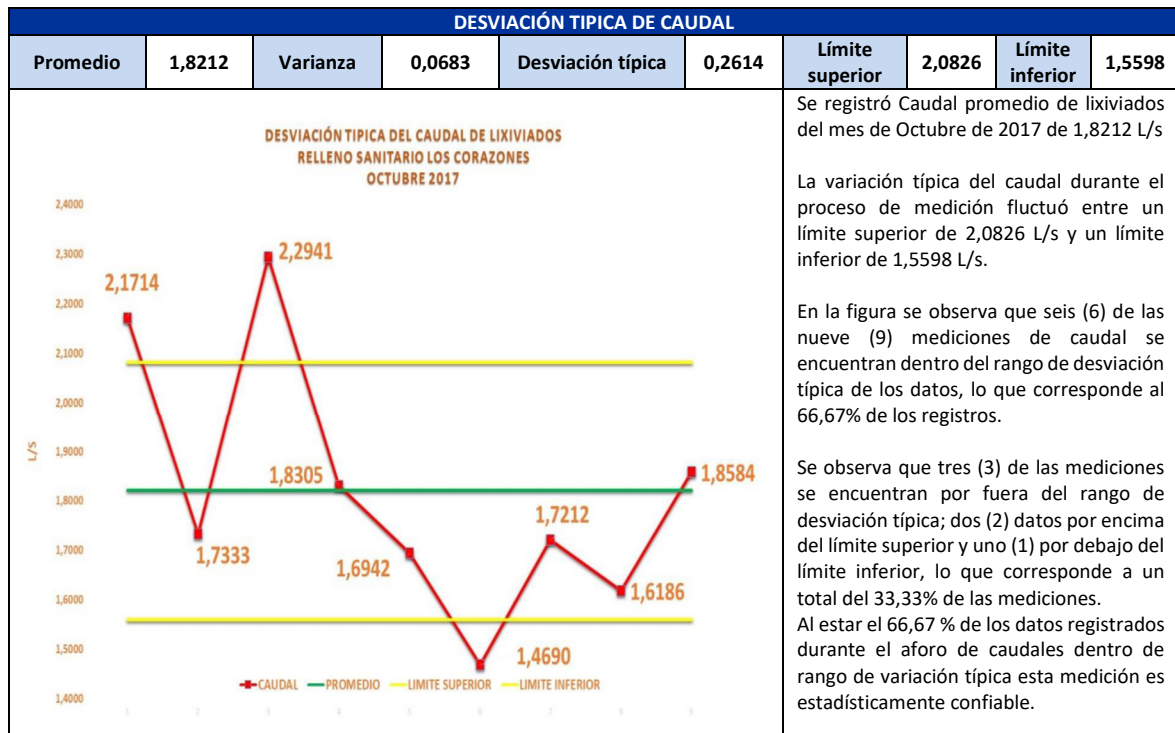 DESVIACIÓN TIPICA DE CAUDAL
Promedio 1,8212 Varianza 0,0683 Desviación típica 0,2614 Límite superior 2,0826 Límite inferior 1,5598
DESVIACIÓN TIPICA DEL CAUDAL DE LIXIVIADOS
RELLENO SANITARIO LOS CORAZONES
OCTUBRE 2017
L/S
2,4000
2,3000
2,2000
2,1000
2,0000
1,9000
1,8000
1,7000
1,6000
1,5000
1,4000
2,1714
1,7333
2,2941
1,8305
1,6942
1,4690
1,7212
1,6186
1,8584
CAUDAL PROMEDIO LIMITE SUPERIOR LIMITE INFERIOR
1 2 3 4 5 6 7 8 9
Se registró Caudal promedio de lixiviados
del mes de Octubre de 2017 de 1,8212 L/s
La variación típica del caudal durante el
proceso de medición fluctuó entre un
límite superior de 2,0826 L/s y un límite
inferior de 1,5598 L/s.
En la figura se observa que seis (6) de las
nueve (9) mediciones de caudal se
encuentran dentro del rango de desviación
típica de los datos, lo que corresponde al
66,67% de los registros.
Se observa que tres (3) de las mediciones
se encuentran por fuera del rango de
desviación típica; dos (2) datos por encima
del límite superior y uno (1) por debajo del
límite inferior, lo que corresponde a un
total del 33,33% de las mediciones.
Al estar el 66,67 % de los datos registrados
durante el aforo de caudales dentro de
rango de variación típica esta medición es
estadísticamente confiable.